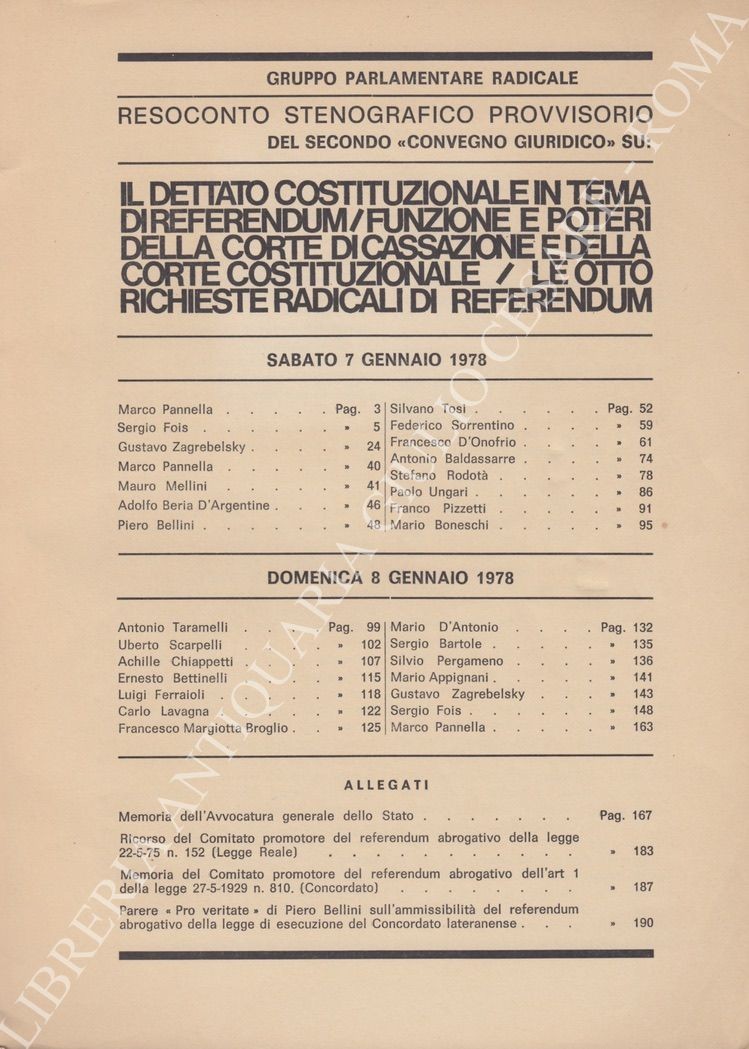 GRUPPO PARLAMENTARE RADICALE
RESOCONTO STENOGRAFICO PROVVISORIO
DEL SECONDO «CONVEGNO GIURIDICO» SU:
IL DETTATO COSTITUZIONALE IN TEMA
DI REFERENDUM/FUNZIONE E POTERI
DELLA CORTE DI CASSAZIONE E DELLA
CORTE COSTITUZIONALE / LE OTTO
RICHIESTE RADICALI DI REFERENDUM
SABATO 7 GENNAIO 1978
Marco Pannella . . . . . Pag. 3
Sergio Fois . . . . . . » 5
Gustavo Zagrebelsky . . . . » 24
Marco Pannella . . . . . » 40
Mauro Mellini . . . . . » 41
Adolfo Beria D'Argentine . . . » 46
Piero Bellini . . . . . . » 48
Silvano Tosi . . . . . . Pag. 52
Federico Sorrentino . . . . » 59
Francesco D'Onofrio . . . . » 61
Antonio Baldassarre . . . . » 74
Stefano Rodotà . . . . . » 78
Paolo Ungari . . . . . . » 86
Franco Pizzetti . . . . . » 91
Mario Boneschi . . . . . » 95
DOMENICA 8 GENNAIO 1978
Antonio Taramelli . . . . Pag. 99
Uberto Scarpelli . . . . » 102
Achille Chiappetti . . . . » 107
Ernesto Bettinelli . . . . » 115
Luigi Ferraioli . . . . . » 118
Carlo Lavagna . . . . . » 122
Francesco Margiotta Broglio . . » 125
Mario D'Antonio . . . . Pag. 132
Sergio Bartole . . . . . » 135
Silvio Pergameno . . . . » 136
Mario Appignani . . . . » 141
Gustavo Zagrebelsky . . . » 143
Sergio Fois . . . . . . » 148
Marco Pannella . . . . . » 163
ALLEGATI
Memoria dell'Avvocatura generale dello Stato . . . . . . . Pag. 167
Ricorso del Comitato promotore del referendum abrogativo della legge
22-5-75 n. 152 (Legge Reale) . . . . . . . . . . » 183
Memoria del Comitato promotore del referendum abrogativo dell'art 1
della legge 27-5-1929 n. 810. (Concordato) . . . . . . . . » 187
Parere « Pro veritate » di Piero Bellini sull'ammissibilità del referendum
abrogativo della legge di esecuzione del Concordato lateranense . . . » 190
LIBRERIA ANTIQUARIA GIULIO CESARE - ROMA